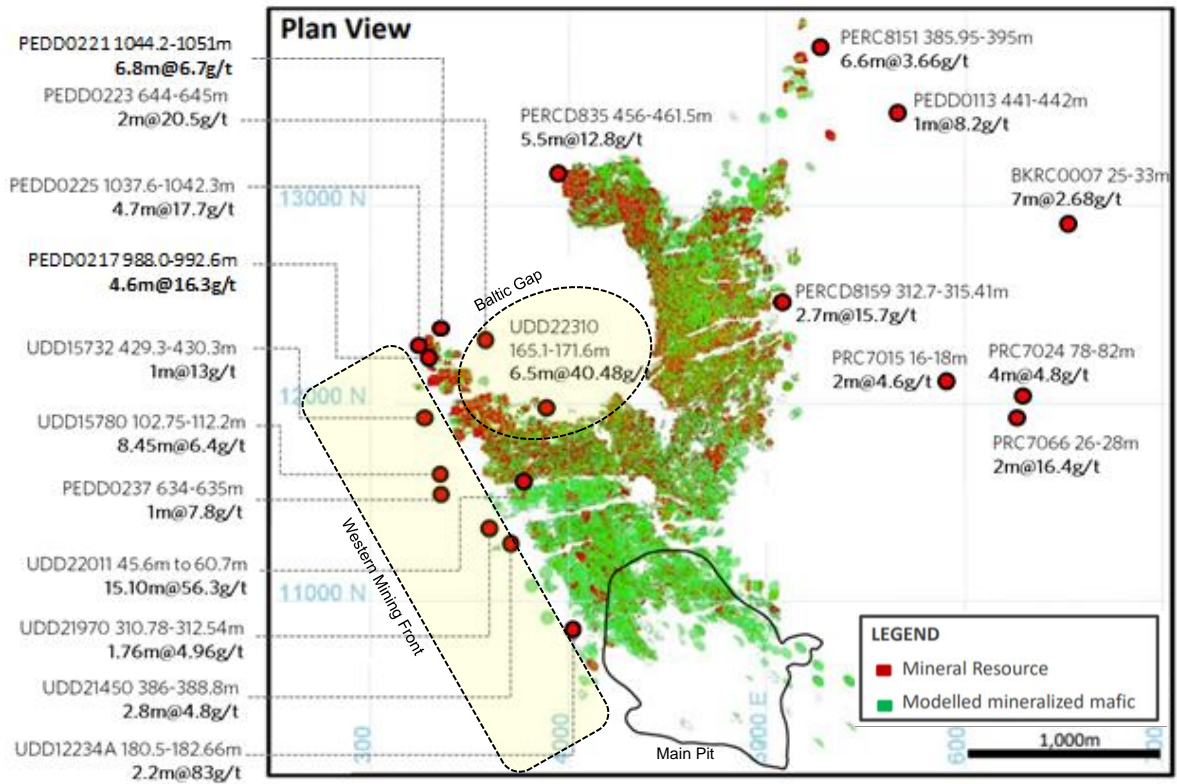 Plan View
PEDD0221 1044.2-1051m
6.8m@6.7g/t
PEDD0223 644-645m
2m@20.5g/t
PEDD0225 1037.6-1042.3m
4.7m@17.7g/t
PEDD0217 988.0-992.6m
4.6m@16.3g/t
UDD15732 429.3-430.3m
1m@13g/t
UDD15780 102.75-112.2m
8.45m@6.4g/t
PEDD0237 634-635m
1m@7.8g/t
UDD22011 45.6m to 60.7m
15.10m@56.3g/t
UDD21970 310.78-312.54m
1.76m@4.96g/t
UDD21450 386-388.8m
2.8m@4.8g/t
UDD12234A 180.5-182.66m
2.2m@83g/t
PERCD835 456-461.5m
5.5m@12.8g/t
PERC8151 385.95-395m
6.6m@3.66g/t
PEDD0113 441-442m
1m@8.2g/t
BKRC0007 25-33m
7m@2.68g/t
PERCD8159 312.7-315.41m
2.7m@15.7g/t
PRC7015 16-18m
2m@4.6g/t
PRC7024 78-82m
4m@4.8g/t
PRC7066 26-28m
2m@16.4g/t
Baltic Gap
UDD22310
165.1-171.6m
6.5m@40.48g/t
13000 N
12000 N
11000 N
Western Mining Front
Main Pit
LEGEND
Mineral Resource
Modelled mineralized mafic
1,000m